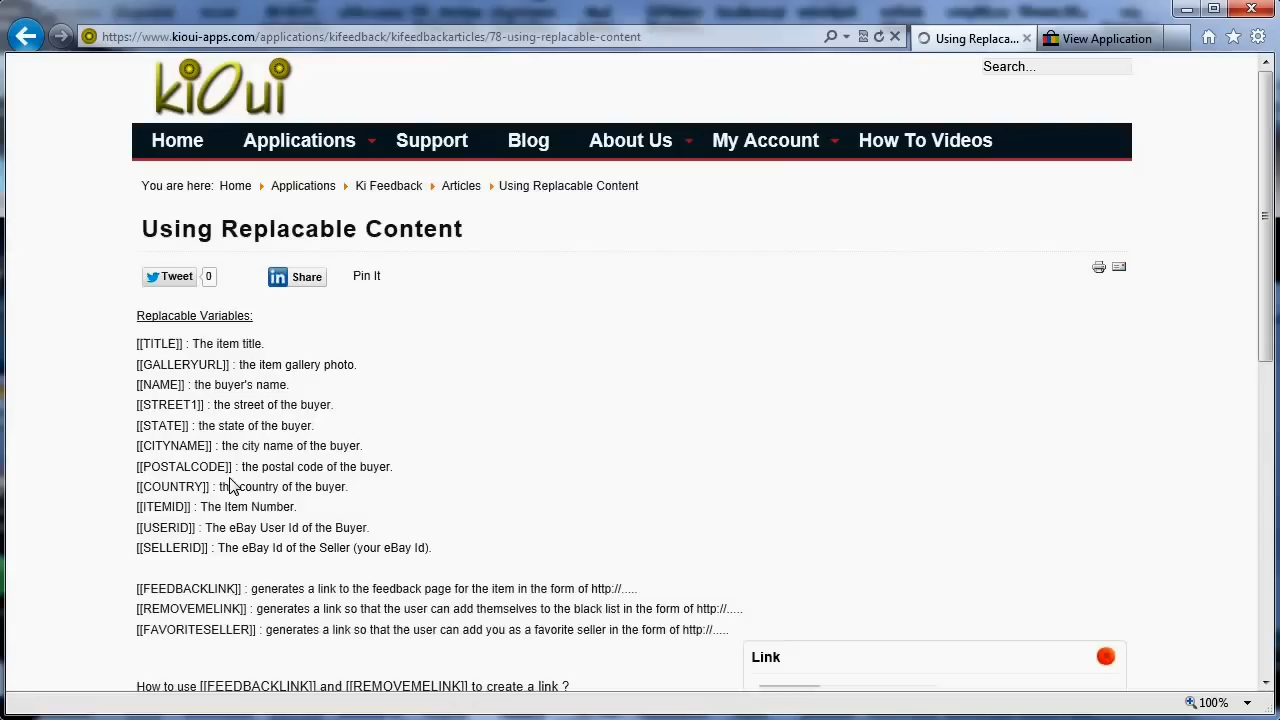 https://www.kioui-apps.com/applications/kifeedback/kifeedbackarticles/78-using-replacable-content
Using Replaca...
View Application
kiOui
Search...
Home
Applications
Support
Blog
About Us
My Account
How To Videos
You are here: Home Applications Ki Feedback Articles Using Replacable Content
Using Replacable Content
Tweet 0
in Share
Pin It
Replacable Variables:
[[TITLE]] : The item title.
[[GALLERYURL]] : the item gallery photo.
[[NAME]] : the buyer's name.
[[STREET1]] : the street of the buyer.
[[STATE]] : the state of the buyer.
[[CITYNAME]] : the city name of the buyer.
[[POSTALCODE]] : the postal code of the buyer.
[[COUNTRY]] : the country of the buyer.
[[ITEMID]] : The Item Number.
[[USERID]] : The eBay User Id of the Buyer.
[[SELLERID]] : The eBay Id of the Seller (your eBay Id).
[[FEEDBACKLINK]] : generates a link to the feedback page for the item in the form of http://.....
[[REMOVEMELINK]] : generates a link so that the user can add themselves to the black list in the form of http://.....
[[FAVORITESELLER]] : generates a link so that the user can add you as a favorite seller in the form of http://.....
Link
How to use [[FEEDBACKLINK]] and [[REMOVEMELINK]] to create a link ?
100%